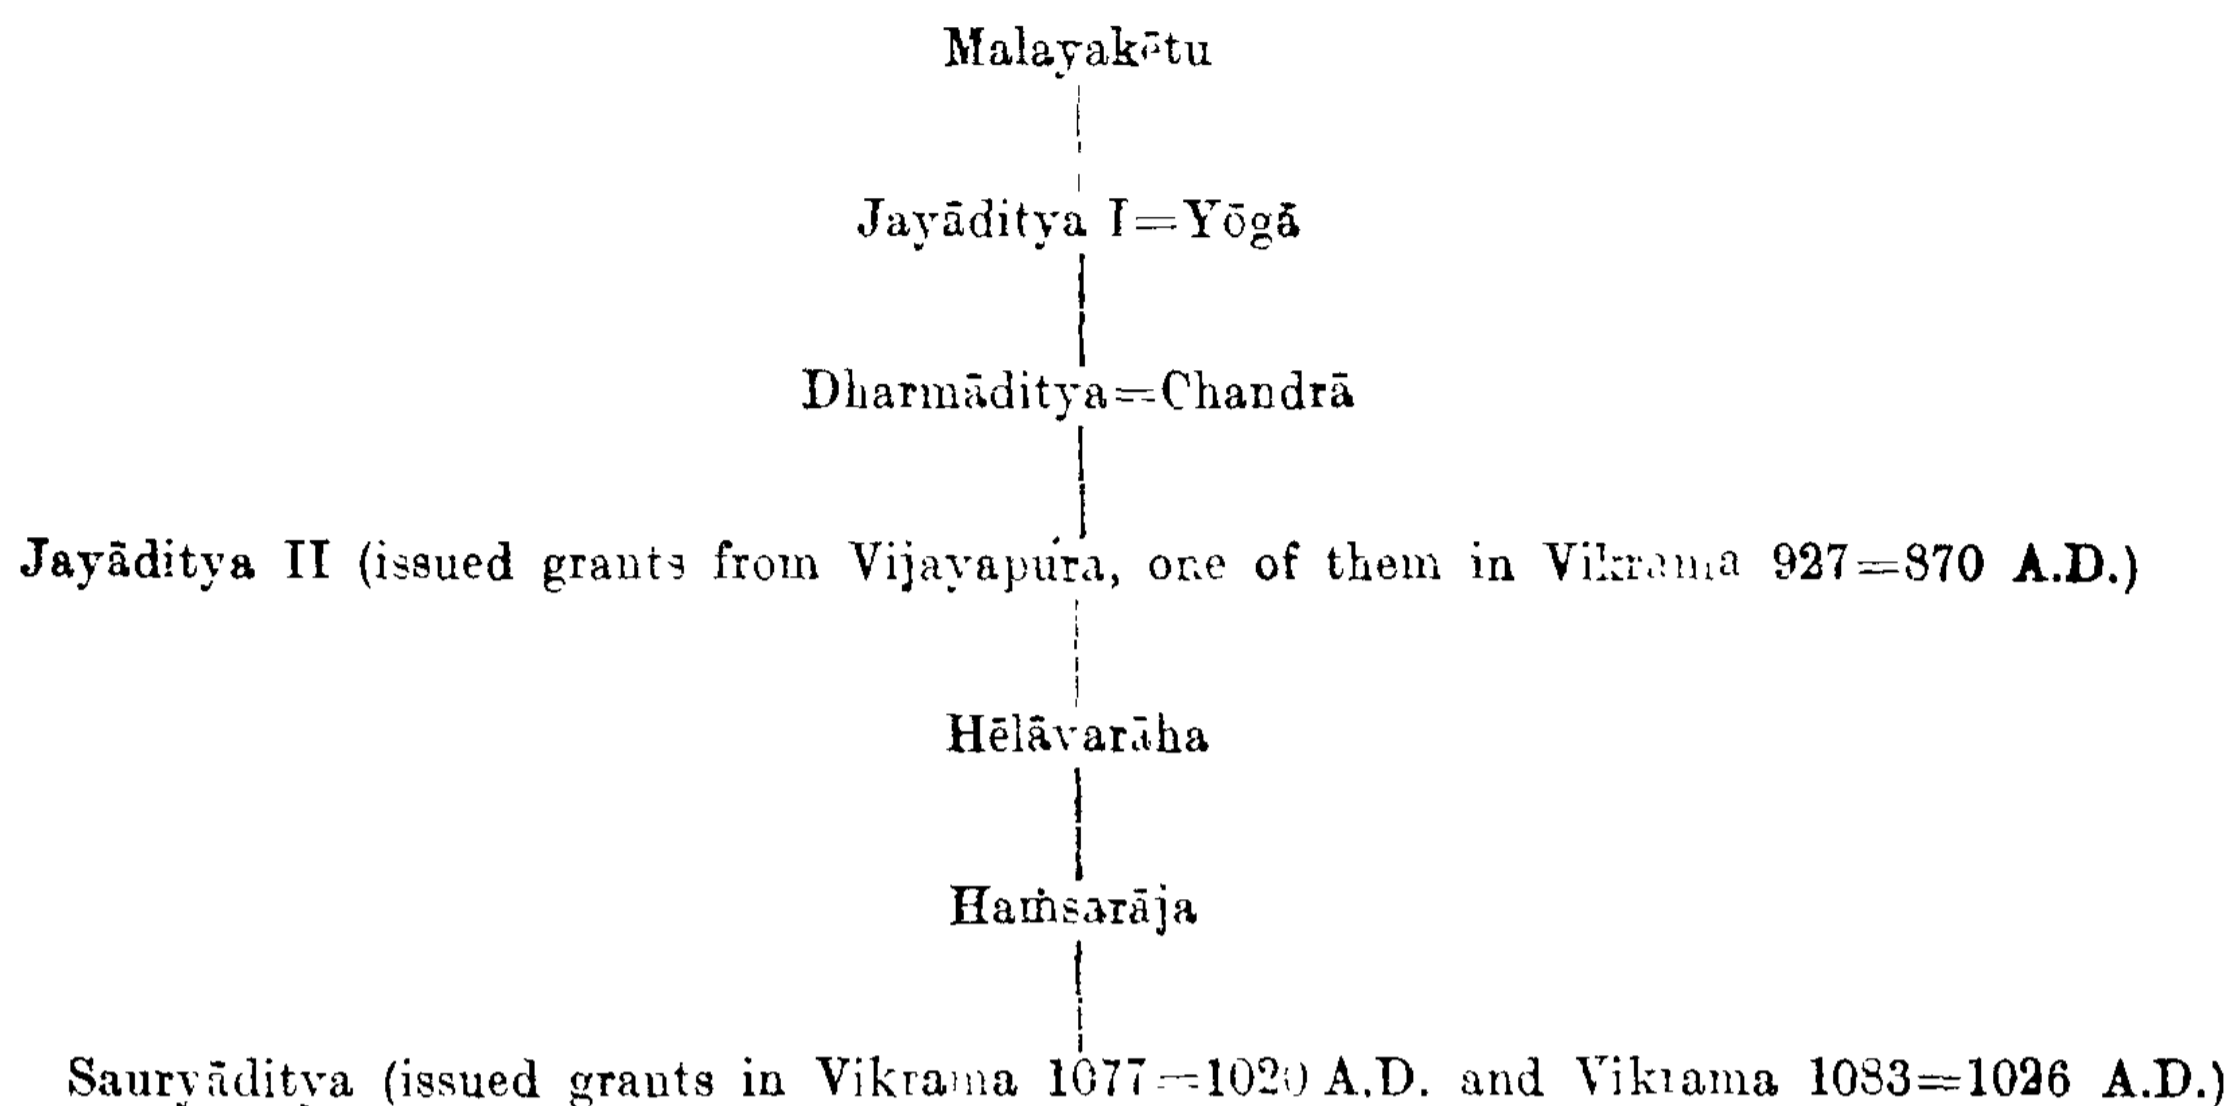 Malayakētu
Jayāditya I=Yōgā
Dharmāditya=Chandrā
Jayāditya II (issued grants from Vijayapura, one of them in Vikrama 927=870 A.D.)
Hēlāvarāha
Haṁsarāja
Sauryāditya (issued grants in Vikrama 1077=1020 A.D. and Vikrama 1083=1026 A.D.)